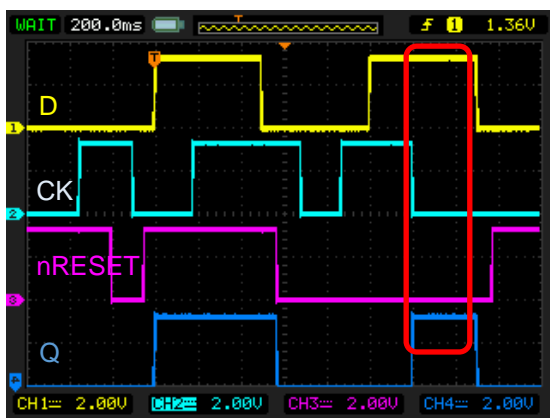 WAIT 200.0ms T f 1 1.36V
T
D
1
CK
2
nRESET
3
Q
CH1 2.00V CH2 2.00V CH3 2.00V CH4 2.00V